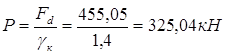 P = F_d / γ_к = 455,05 / 1,4 = 325,04кН